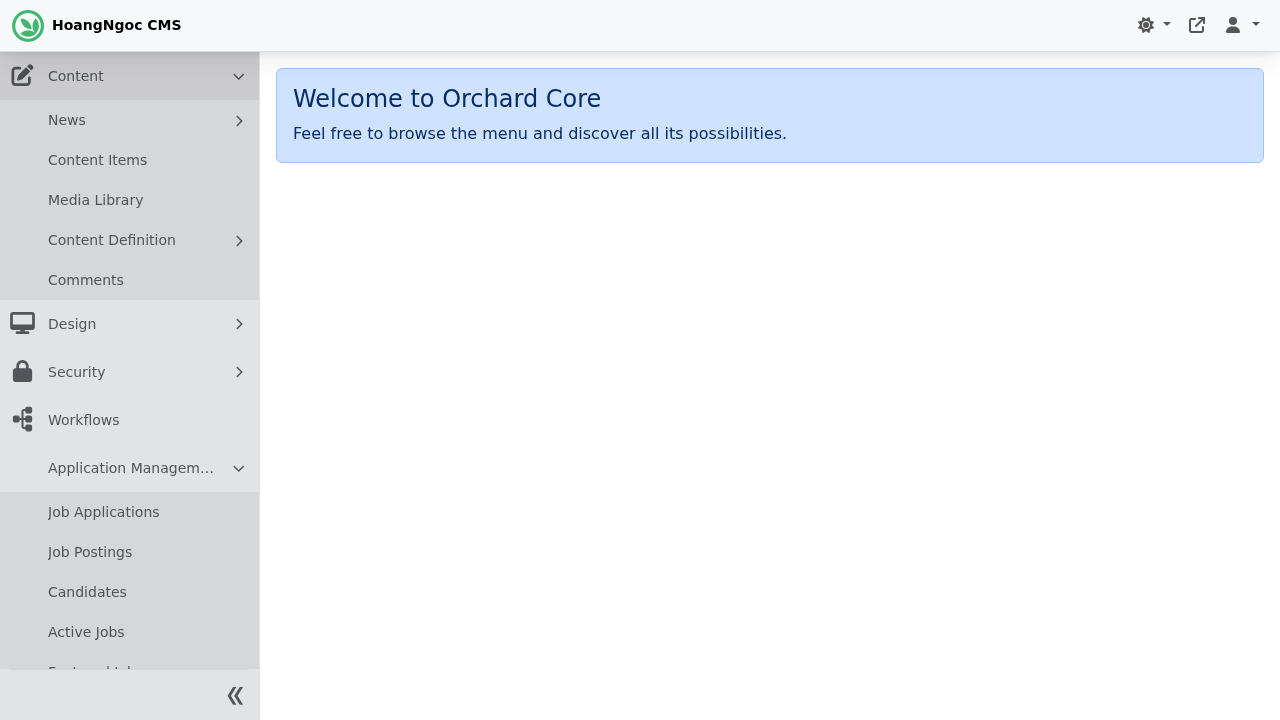 HoangNgoc CMS
Content
News
Content Items
Media Library
Content Definition
Comments
Design
Security
Workflows
Application Managem...
Job Applications
Job Postings
Candidates
Active Jobs
Welcome to Orchard Core
Feel free to browse the menu and discover all its possibilities.